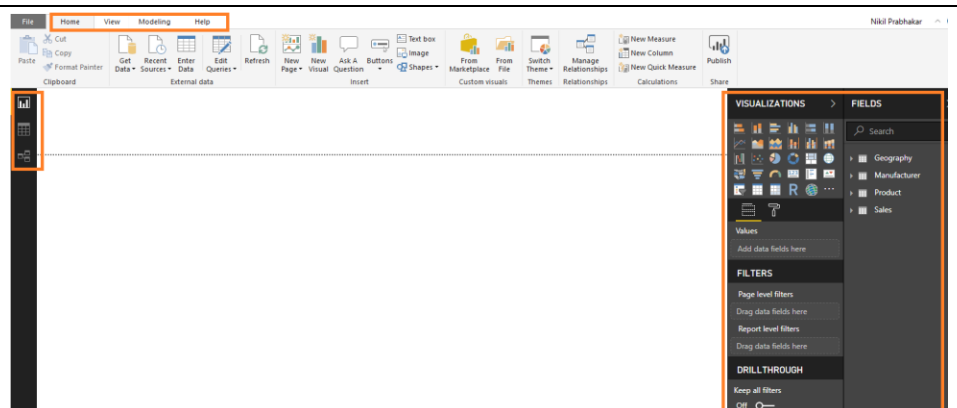 File Home View Modeling Help Nikil Prabhakar
Cut
Copy
Format Painter
Paste
Get Data
Recent Sources
Enter Data
Edit Queries
Refresh
New Page
New Visual
Ask A Question
Buttons
Text box
Image
Shapes
From Marketplace
From File
Switch Theme
Manage Relationships
New Measure
New Column
New Quick Measure
Publish
Clipboard External data Insert Custom visuals Themes Relationships Calculations Share
VISUALIZATIONS
R
Values
Add data fields here
FILTERS
Page level filters
Drag data fields here
Report level filters
Drag data fields here
DRILLTHROUGH
Keep all filters
Off
FIELDS
Search
Geography
Manufacturer
Product
Sales